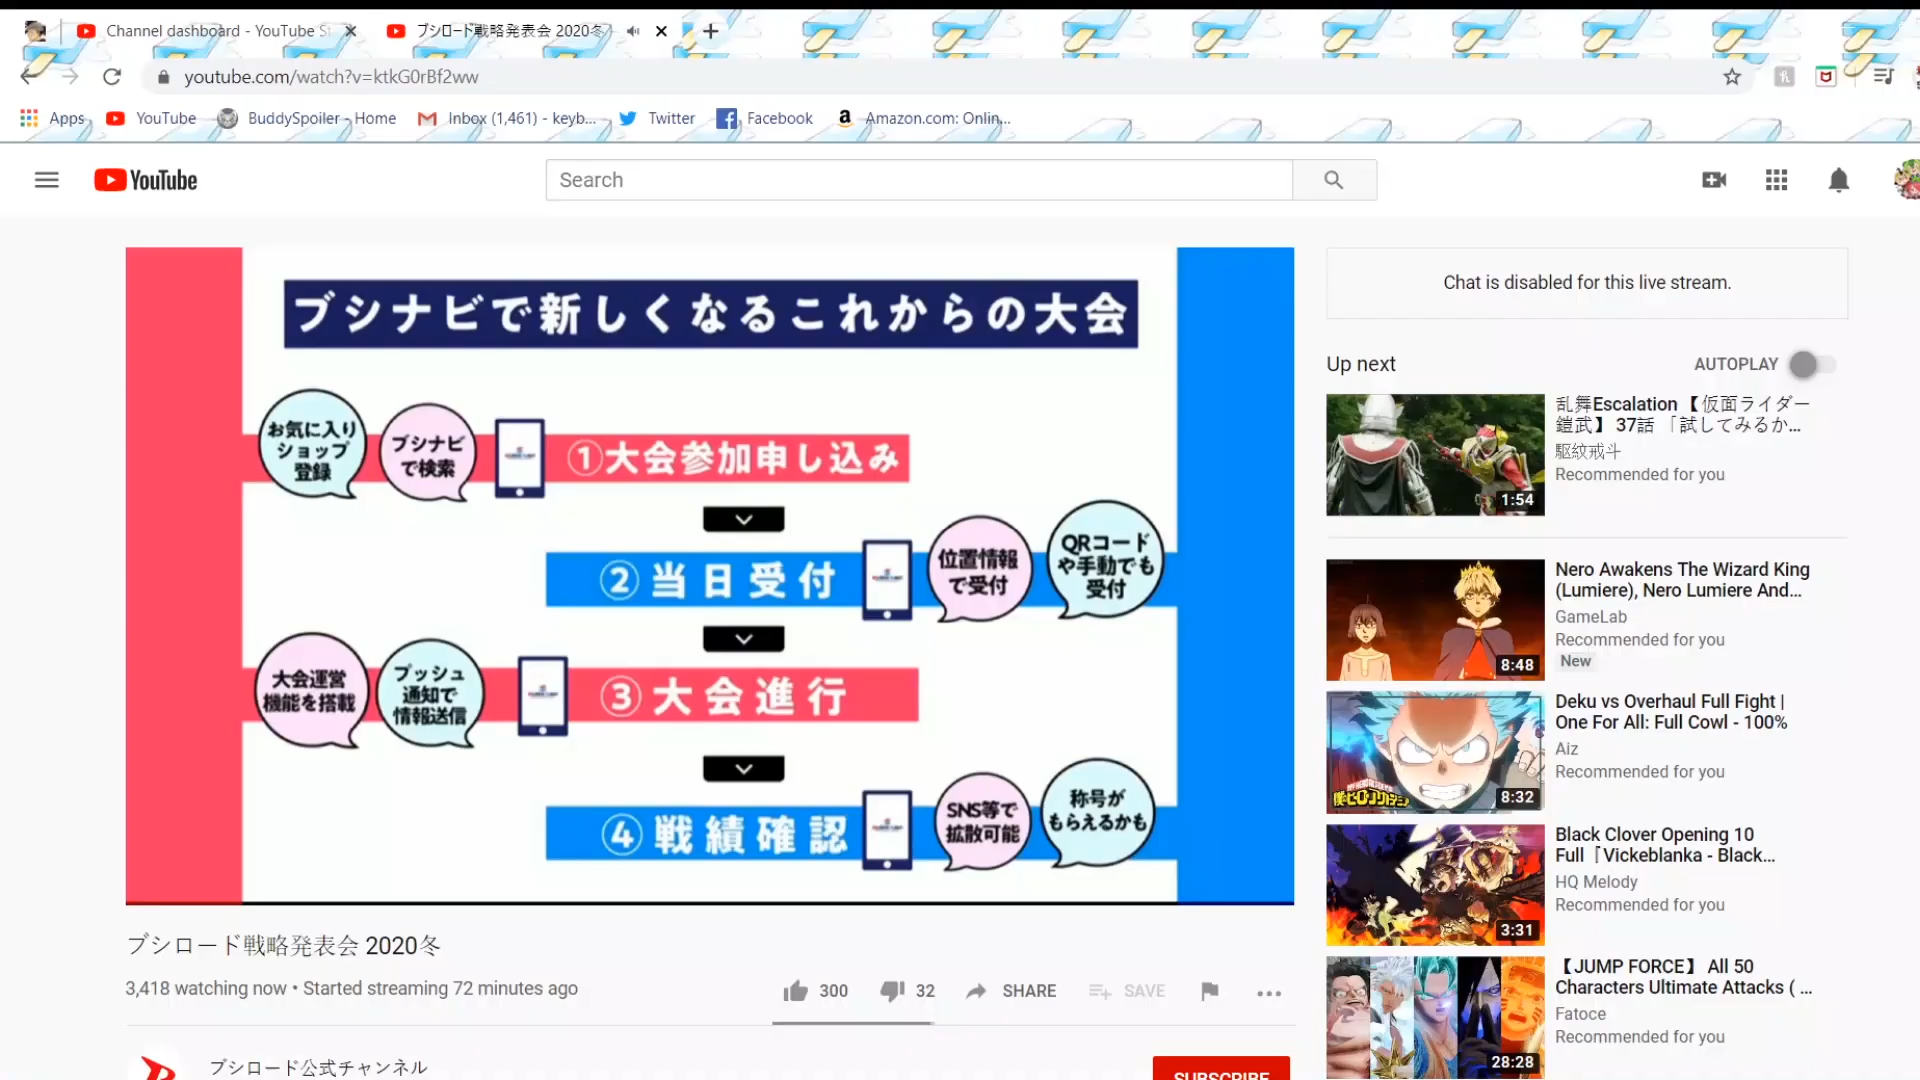 Channel dashboard - YouTube St
ブシロード戦略発表会 2020冬
youtube.com/watch?v=ktkG0rBf2ww
Apps
YouTube
BuddySpoiler - Home
Inbox (1,461) - keyb...
Twitter
Facebook
Amazon.com: Onlin...
YouTube
Search
ブシナビで新しくなるこれからの大会
お気に入り
ショップ
登録
ブシナビ
で検索
①大会参加申し込み
②当日受付
位置情報
で受付
QRコード
や手動でも
受付
大会運営
機能を搭載
プッシュ
通知で
情報送信
③大会進行
④戦績確認
SNS等で
拡散可能
称号が
もらえるかも
ブシロード戦略発表会 2020冬
3,418 watching now • Started streaming 72 minutes ago
300
32
SHARE
SAVE
ブシロード公式チャンネル
SUBSCRIBE
Chat is disabled for this live stream.
Up next
AUTOPLAY
乱舞Escalation 【仮面ライダー
鎧武】 37話 「試してみるか...
駆紋戒斗
Recommended for you
1:54
Nero Awakens The Wizard King
(Lumiere), Nero Lumiere And...
GameLab
Recommended for you
New
8:48
Deku vs Overhaul Full Fight |
One For All: Full Cowl - 100%
Aiz
Recommended for you
8:32
Black Clover Opening 10
Full「Vickeblanka - Black...
HQ Melody
Recommended for you
3:31
【JUMP FORCE】 All 50
Characters Ultimate Attacks ( ...
Fatoce
Recommended for you
28:28